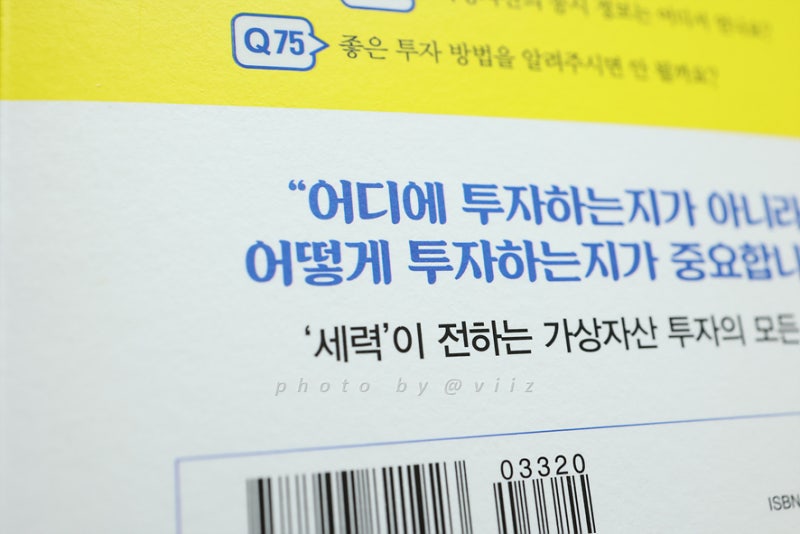 Q75 좋은 투자 방법을 알려주시면 안 될까요?
“어디에 투자하는지가 아니라
어떻게 투자하는지가 중요합니
‘세력’이 전하는 가상자산 투자의 모든
photo by@viiz
03320
ISBN